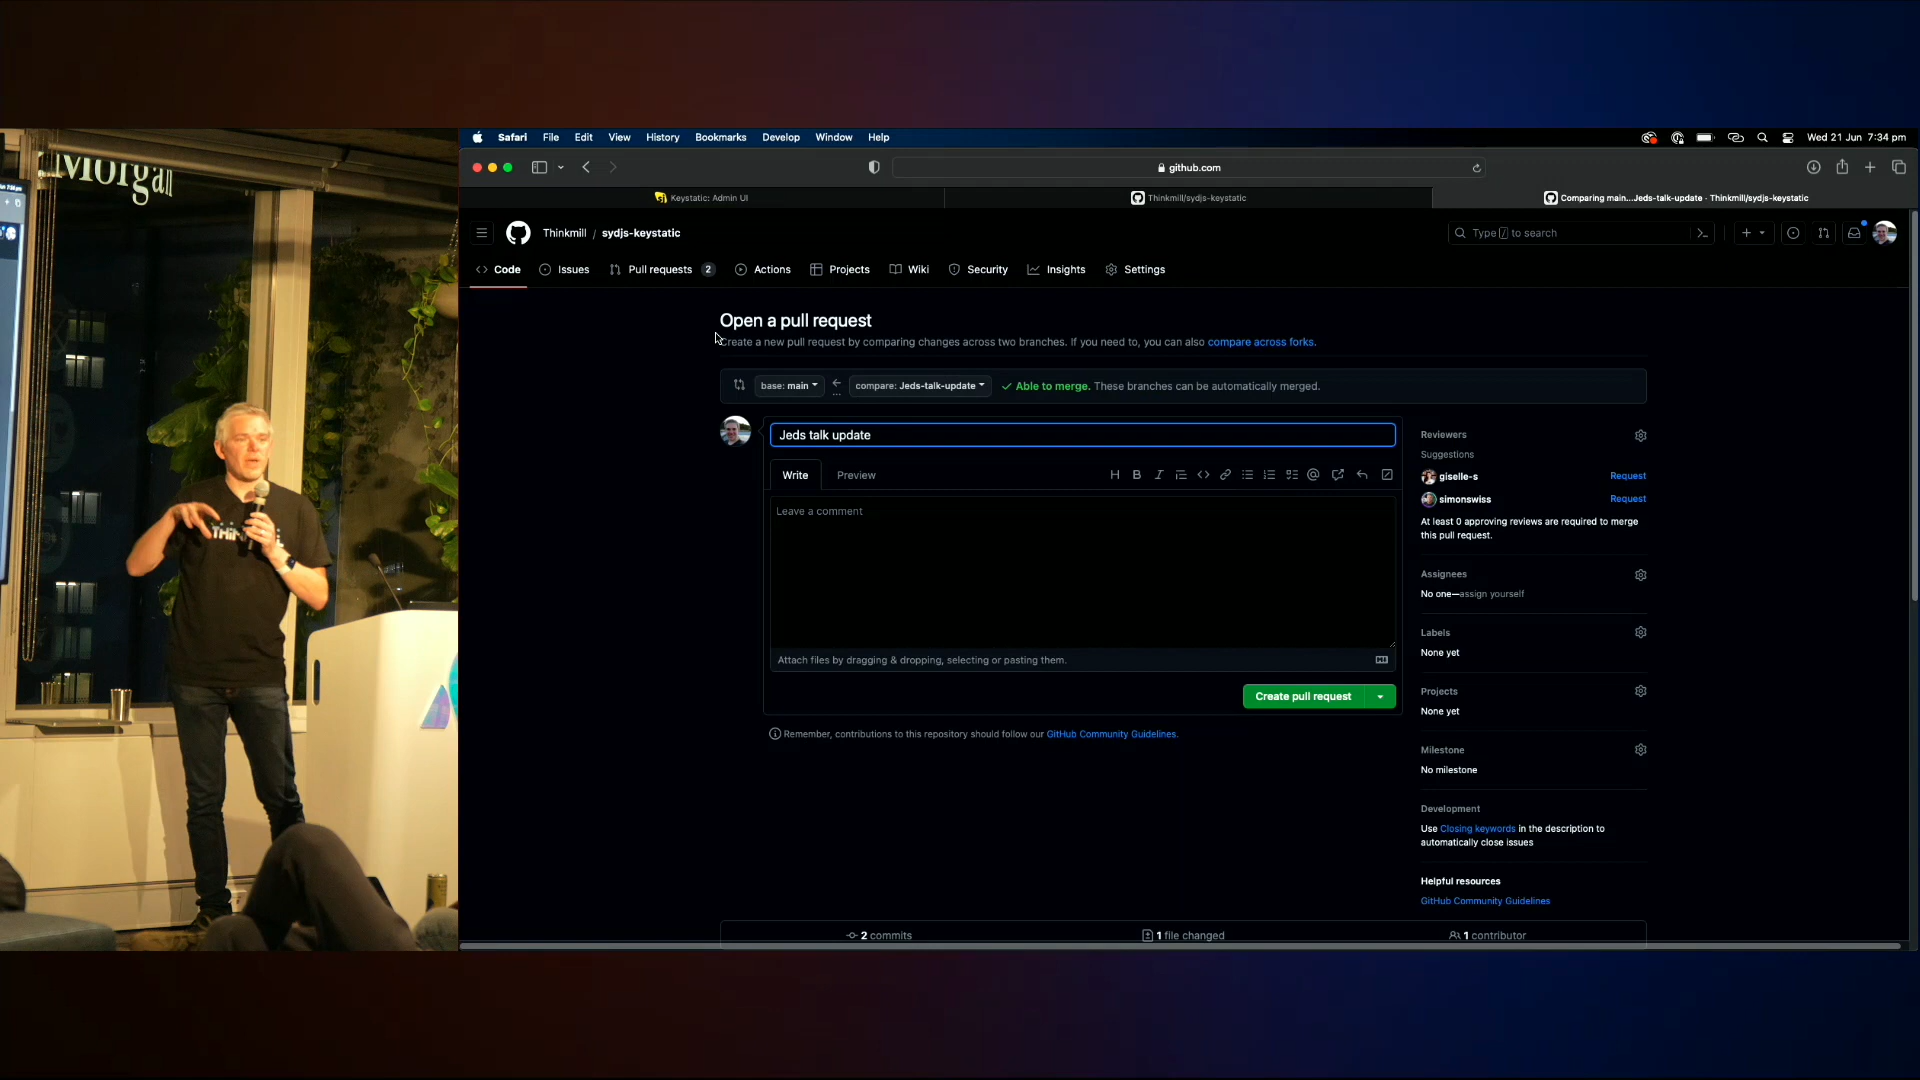 Morgan
Safari File Edit View History Bookmarks Develop Window Help
Wed 21 Jun 7:34 pm
github.com
Keystatic: Admin UI
Thinkmill/sydjs-keystatic
Comparing main...Jeds-talk-update · Thinkmill/sydjs-keystatic
Thinkmill / sydjs-keystatic
Type / to search
Code
Issues
Pull requests 2
Actions
Projects
Wiki
Security
Insights
Settings
Open a pull request
Create a new pull request by comparing changes across two branches. If you need to, you can also compare across forks.
base: main
compare: Jeds-talk-update
Able to merge. These branches can be automatically merged.
Jeds talk update
Write
Preview
Leave a comment
Attach files by dragging & dropping, selecting or pasting them.
Create pull request
Remember, contributions to this repository should follow our GitHub Community Guidelines.
Reviewers
Suggestions
giselle-s Request
simonswiss Request
At least 0 approving reviews are required to merge
this pull request.
Assignees
No one—assign yourself
Labels
None yet
Projects
None yet
Milestone
No milestone
Development
Use Closing keywords in the description to
automatically close issues
Helpful resources
GitHub Community Guidelines
2 commits
1 file changed
1 contributor